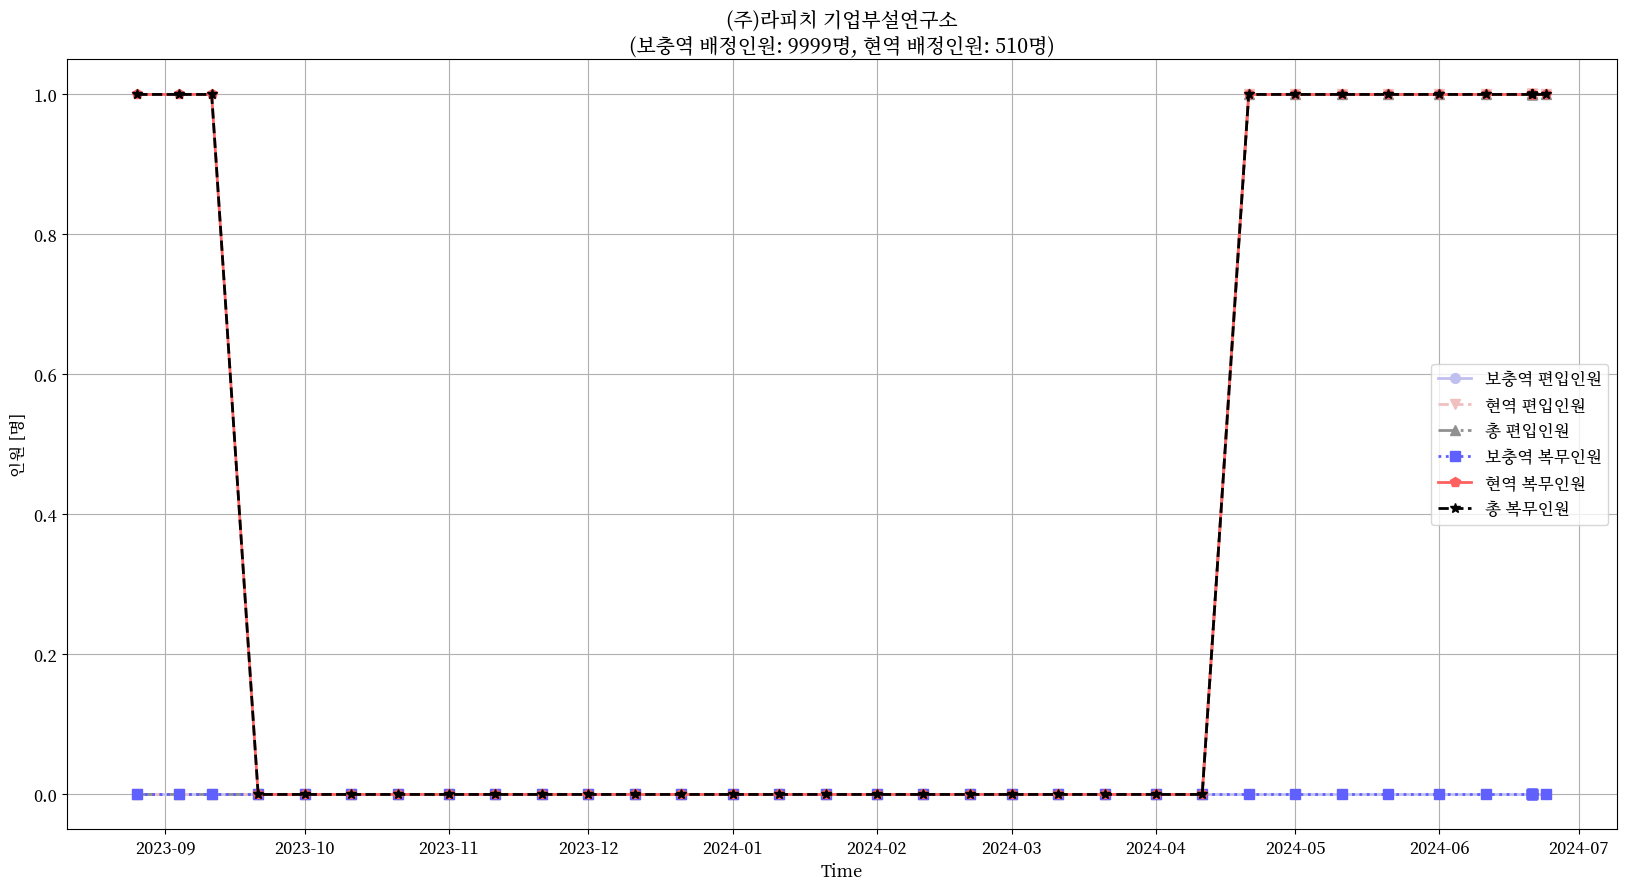 (주)라피치 기업부설연구소
(보충역 배정인원: 9999명, 현역 배정인원: 510명)
인원 [명]
1.0
0.8
0.6
0.4
0.2
0.0
보충역 편입인원
현역 편입인원
총 편입인원
보충역 복무인원
현역 복무인원
총 복무인원
2023-09 2023-10 2023-11 2023-12 2024-01 2024-02 2024-03 2024-04 2024-05 2024-06 2024-07
Time